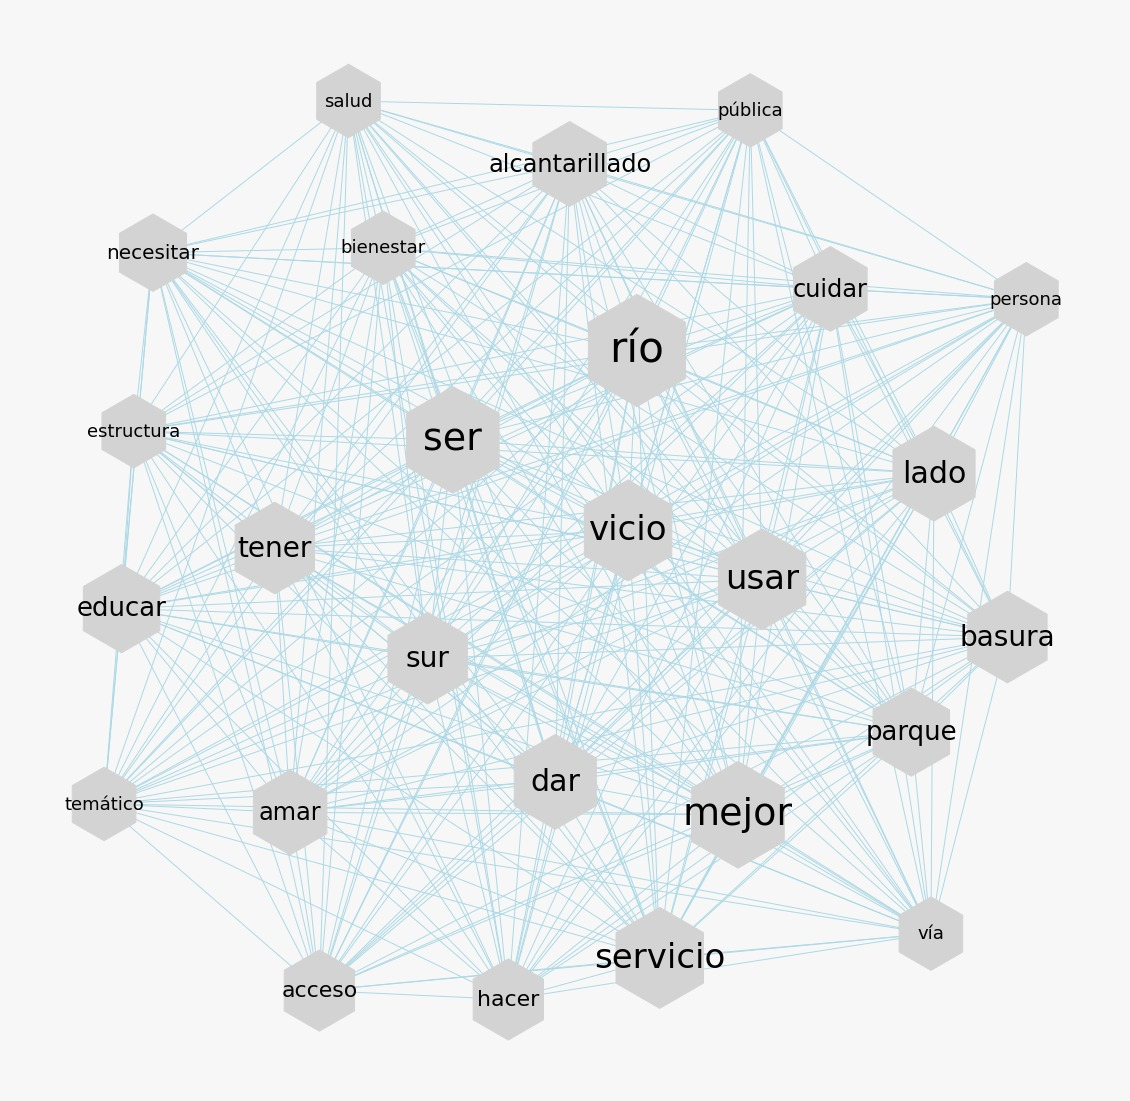 salud
pública
alcantarillado
necesitar
bienestar
cuidar
persona
río
estructura
ser
lado
vicio
tener
usar
educar
basura
sur
parque
dar
temático
amar
mejor
vía
servicio
acceso
hacer